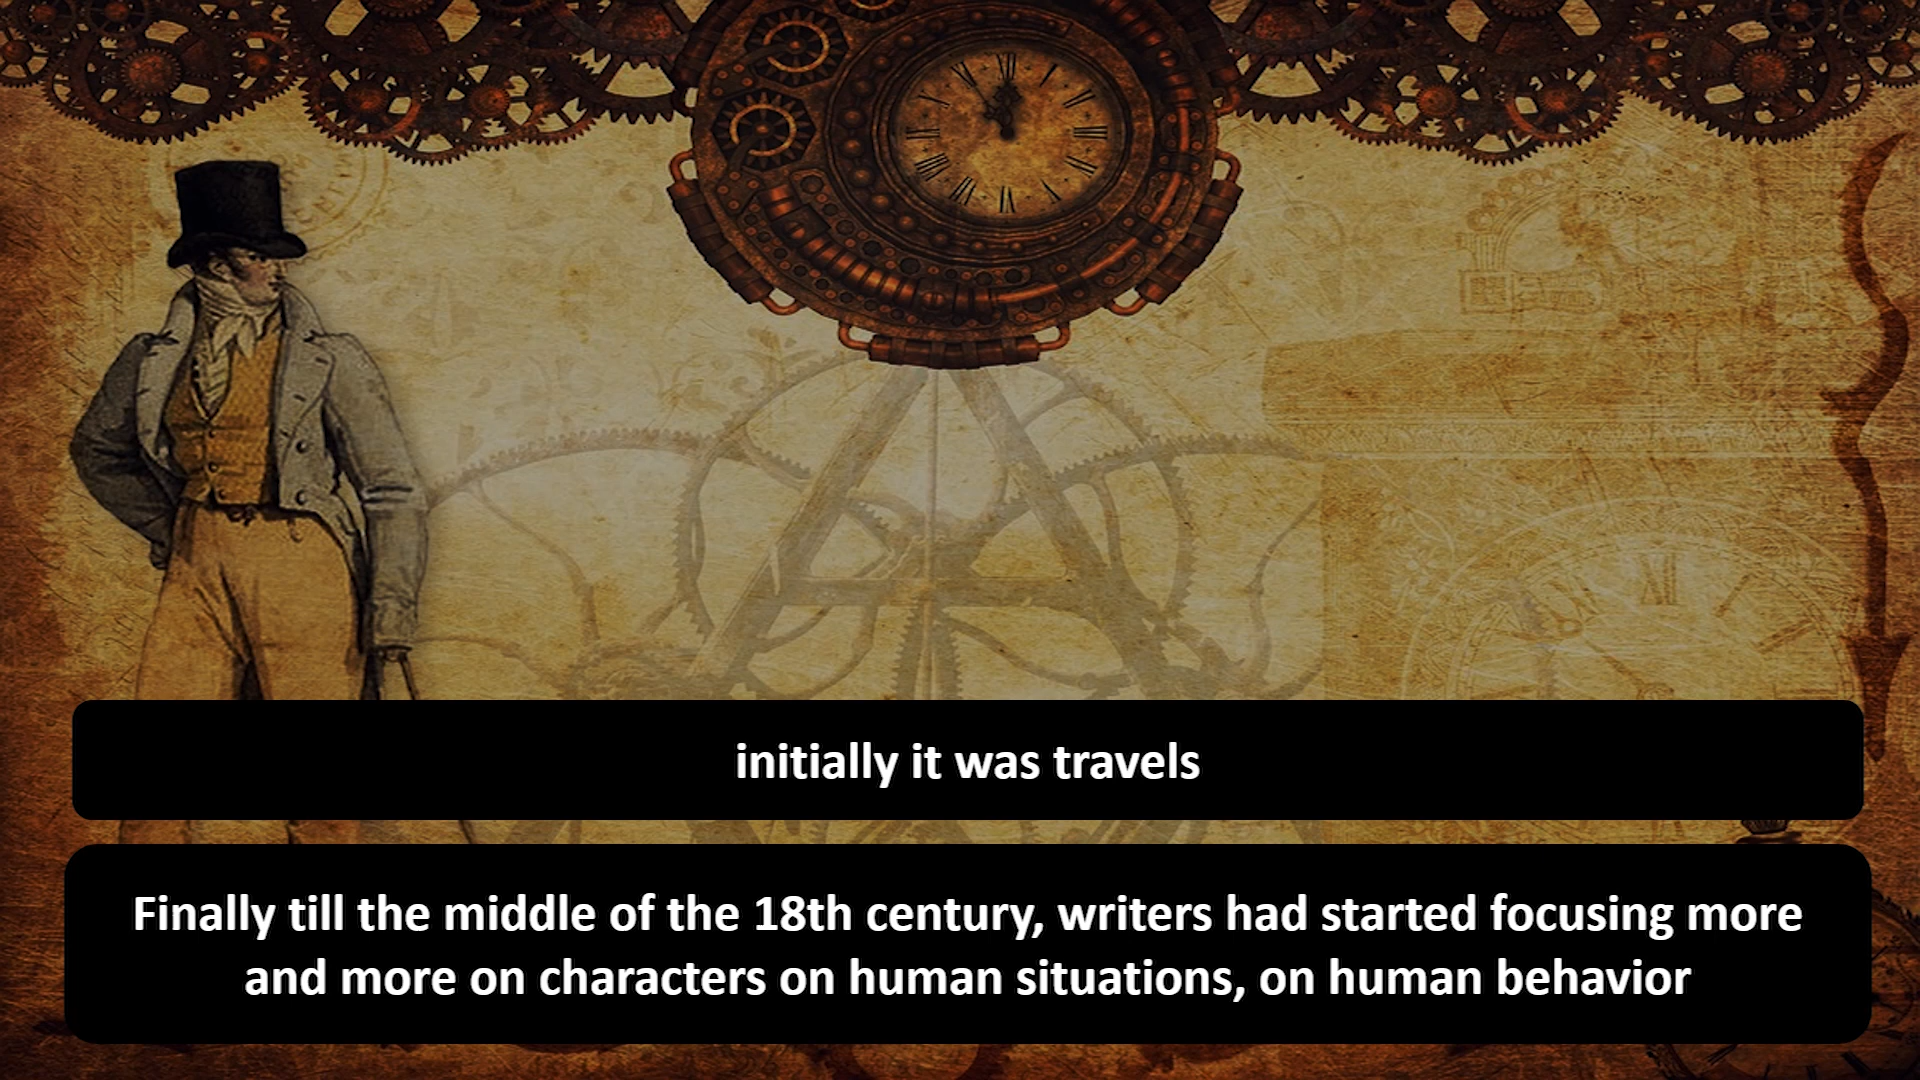 initially it was travels
Finally till the middle of the 18th century, writers had started focusing more
and more on characters on human situations, on human behavior